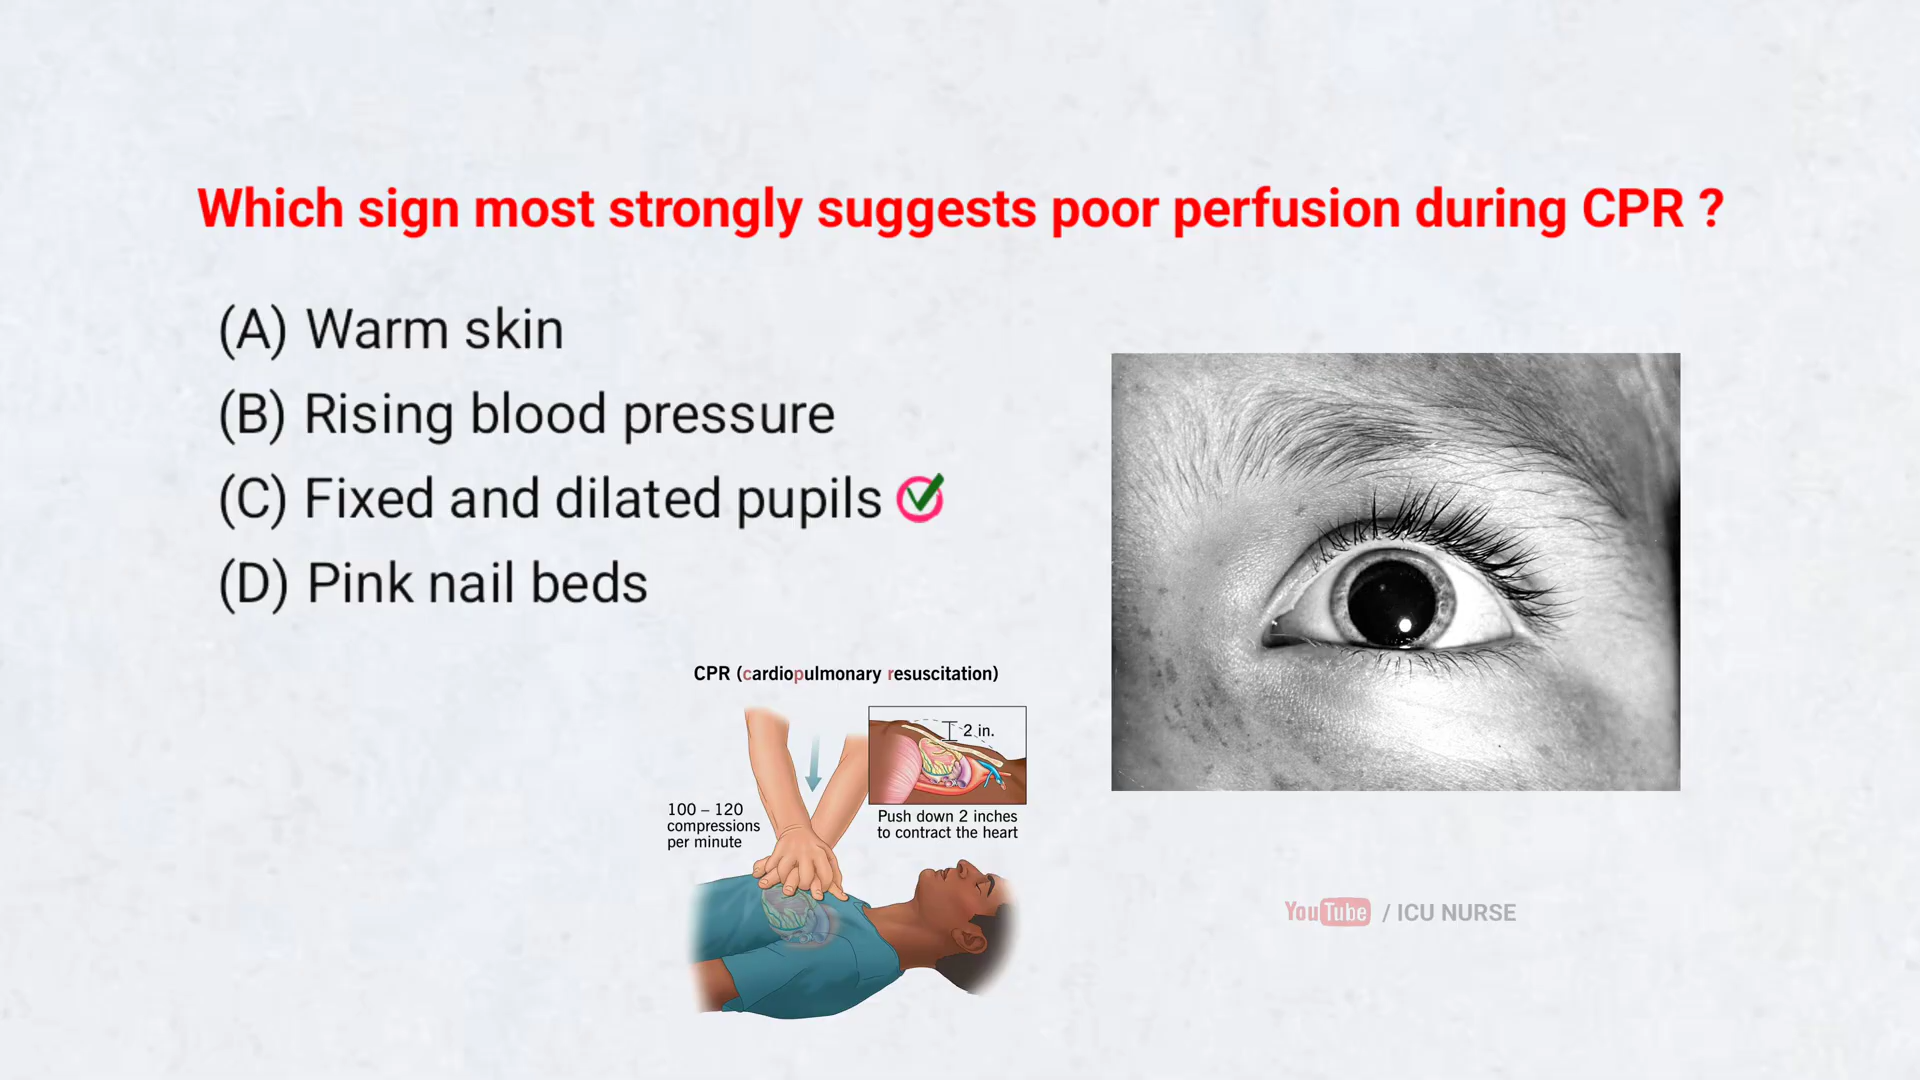 Which sign most strongly suggests poor perfusion during CPR ?
(A) Warm skin
(B) Rising blood pressure
(C) Fixed and dilated pupils
(D) Pink nail beds
CPR (cardiopulmonary resuscitation)
2 in.
100 – 120
compressions
per minute
Push down 2 inches
to contract the heart
YouTube / ICU NURSE